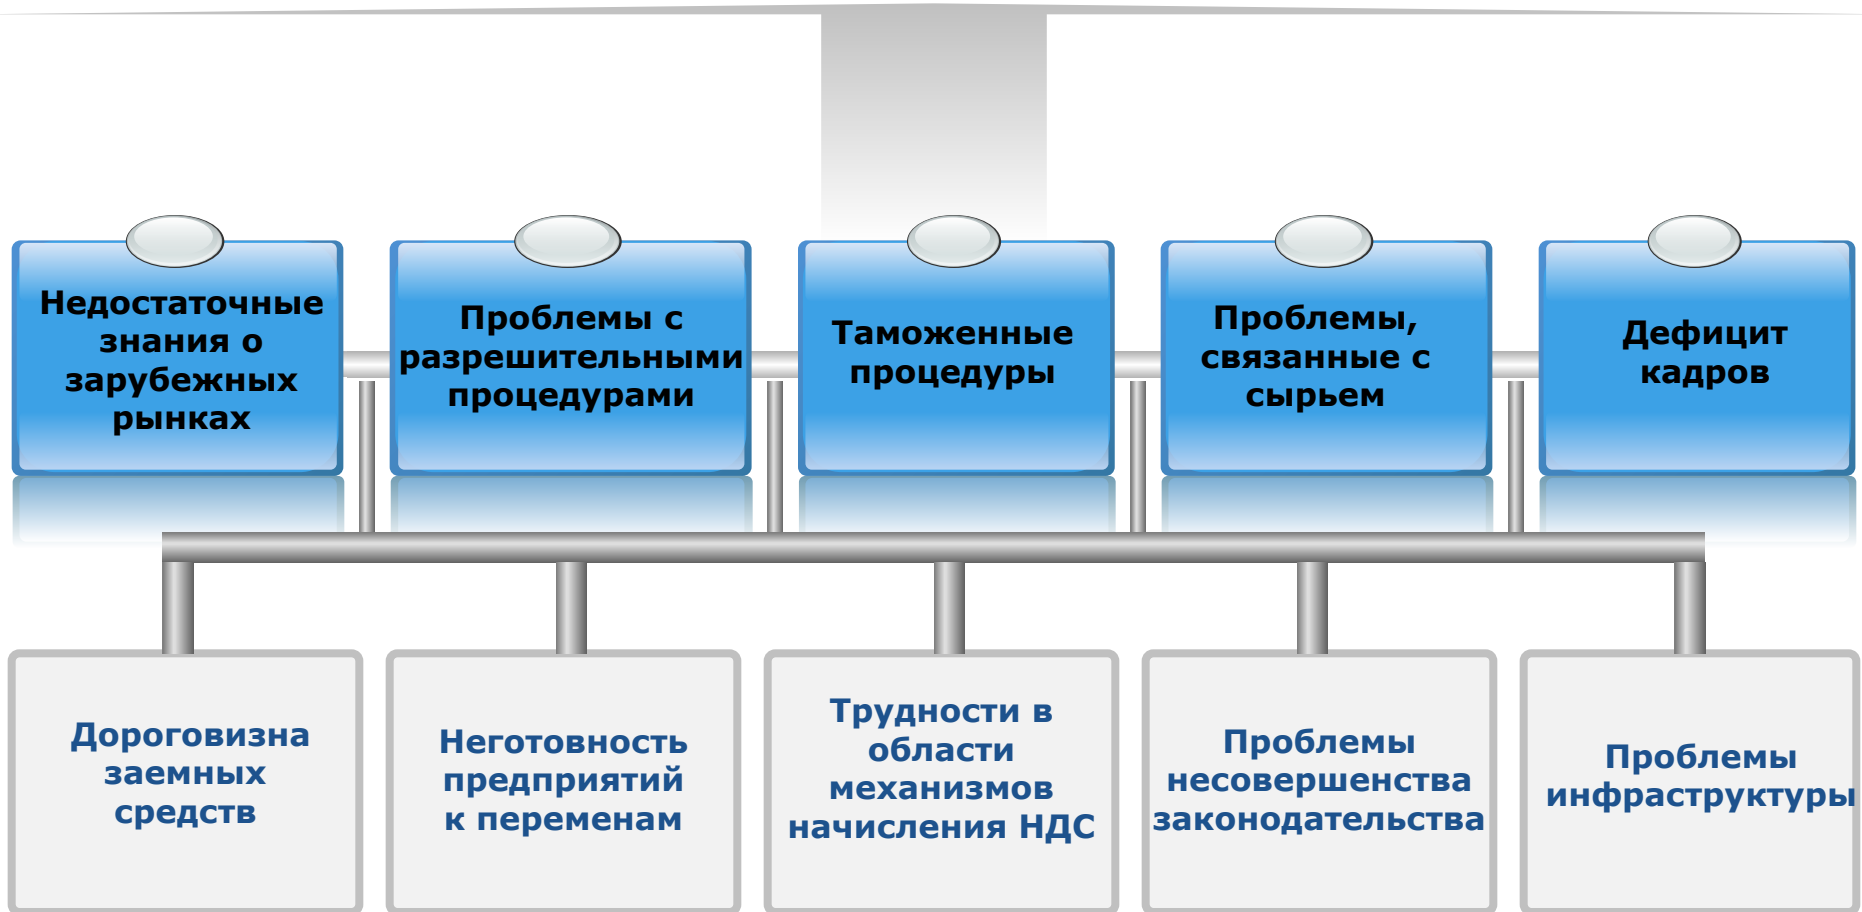 Недостаточные
знания о
зарубежных
рынках
Проблемы с
разрешительными
процедурами
Таможенные
процедуры
Проблемы,
связанные с
сырьем
Дефицит
кадров
Дороговизна
заемных
средств
Неготовность
предприятий
к переменам
Трудности в
области
механизмов
начисления НДС
Проблемы
несовершенства
законодательства
Проблемы
инфраструктуры